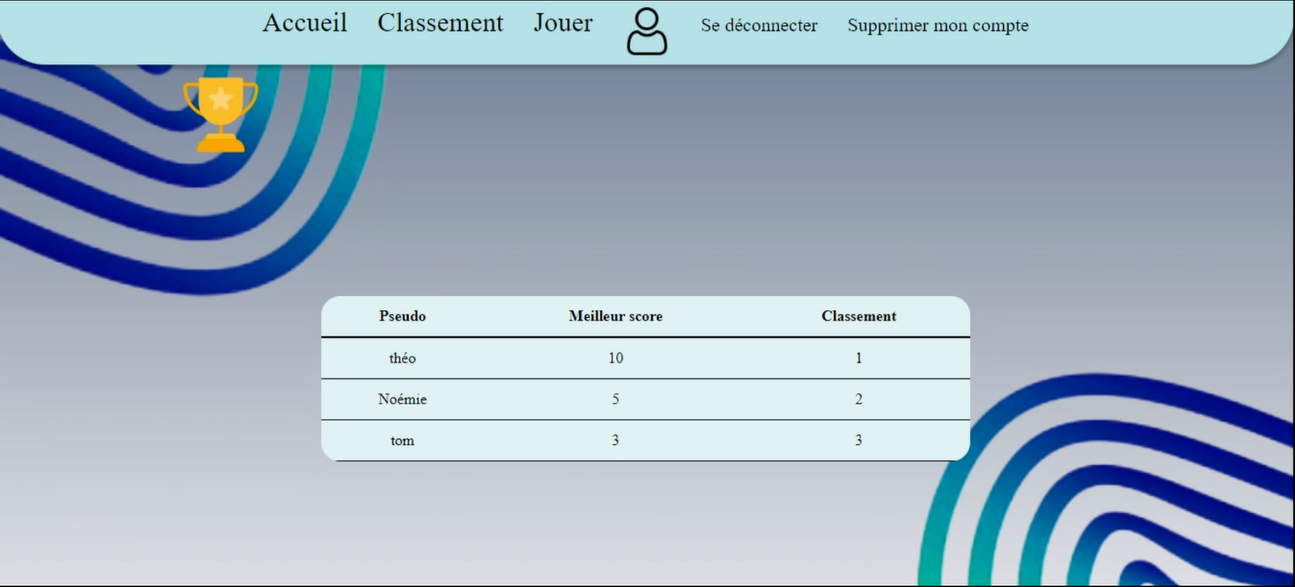 Accueil Classement Jouer Se déconnecter Supprimer mon compte
Pseudo Meilleur score Classement
théo 10 1
Noémie 5 2
tom 3 3